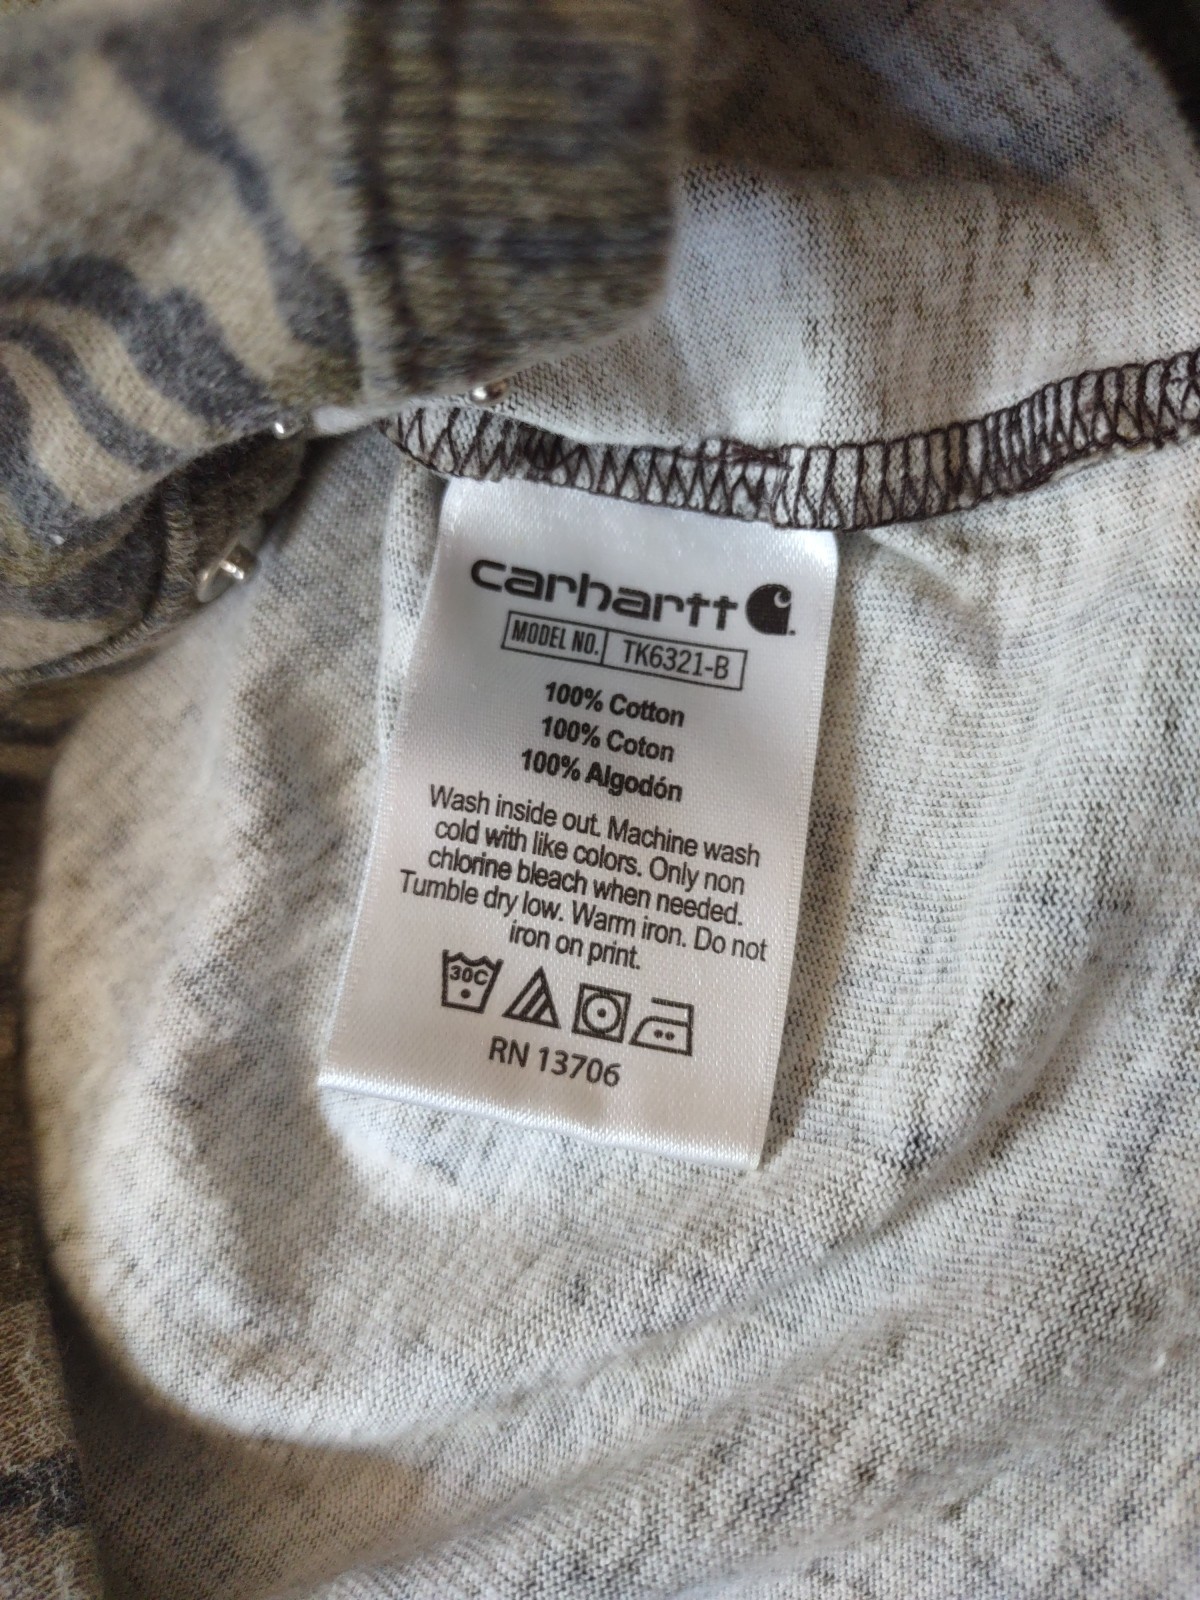 carhartt
MODEL NO. TK6321-B
100% Cotton
100% Coton
100% Algodón
Wash inside out. Machine wash
cold with like colors. Only non
chlorine bleach when needed.
Tumble dry low. Warm iron. Do not
iron on print.
30C
RN 13706